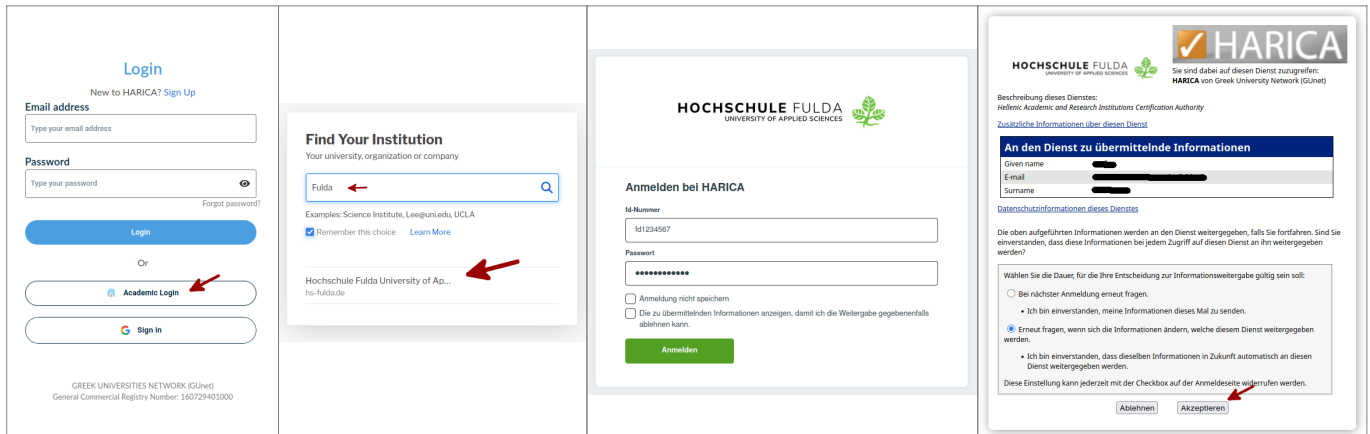 Login
New to HARICA? Sign Up
Email address
Type your email address
Password
Type your password
Forgot password?
Login
Or
Academic Login
Sign in
GREEK UNIVERSITIES NETWORK (GUnet)
General Commercial Registry Number: 160729401000
Find Your Institution
Your university, organization or company
Fulda
Examples: Science Institute, Lee@uni.edu, UCLA
Remember this choice Learn More
Hochschule Fulda University of Ap...
hs-fulda.de
HOCHSCHULE FULDA
UNIVERSITY OF APPLIED SCIENCES
Anmelden bei HARICA
fd-Nummer
fd1234567
Passwort
Anmeldung nicht speichern
Die zu übermittelnden Informationen anzeigen, damit ich die Weitergabe gegebenenfalls
ablehnen kann.
Anmelden
HARICA
HOCHSCHULE FULDA
UNIVERSITY OF APPLIED SCIENCES
Sie sind dabei auf diesen Dienst zuzugreifen:
HARICA von Greek University Network (GUnet)
Beschreibung dieses Dienstes:
Hellenic Academic and Research Institutions Certification Authority
Zusätzliche Informationen über diesen Dienst
An den Dienst zu übermittelnde Informationen
Given name
E-mail
Surname
Datenschutzinformationen dieses Dienstes
Die oben aufgeführten Informationen werden an den Dienst weitergegeben, falls Sie fortfahren. Sind Sie
einverstanden, dass diese Informationen bei jedem Zugriff auf diesen Dienst an ihn weitergegeben
werden?
Wählen Sie die Dauer, für die Ihre Entscheidung zur Informationsweitergabe gültig sein soll:
Bei nächster Anmeldung erneut fragen.
• Ich bin einverstanden, meine Informationen dieses Mal zu senden.
Erneut fragen, wenn sich die Informationen ändern, welche diesem Dienst weitergegeben
werden.
• Ich bin einverstanden, dass dieselben Informationen in Zukunft automatisch an diesen
Dienst weitergegeben werden.
Diese Einstellung kann jederzeit mit der Checkbox auf der Anmeldeseite widerrufen werden.
Ablehnen Akzeptieren